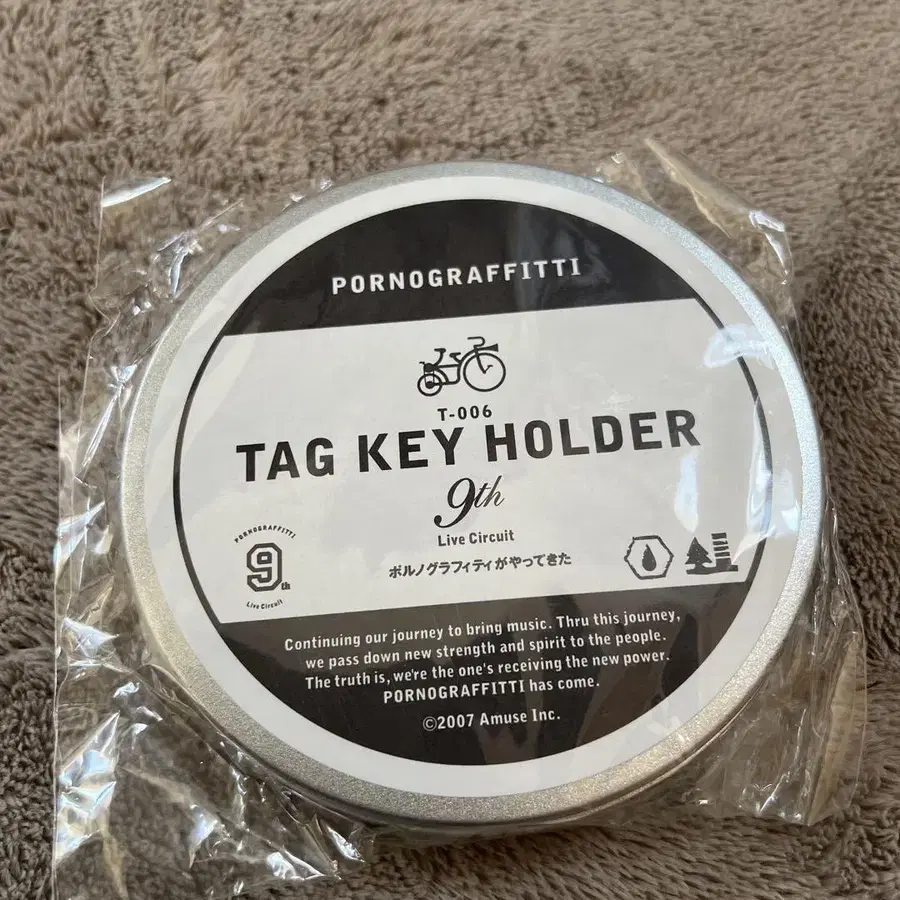 PORNOGRAFFITTI
T-006
TAG KEY HOLDER
9th
Live Circuit
ポルノグラフィティがやってきた
PORNOGRAFFITTI
9th
Live Circuit
Continuing our journey to bring music. Thru this journey,
we pass down new strength and spirit to the people.
The truth is, we're the one's receiving the new power.
PORNOGRAFFITTI has come.
©2007 Amuse Inc.